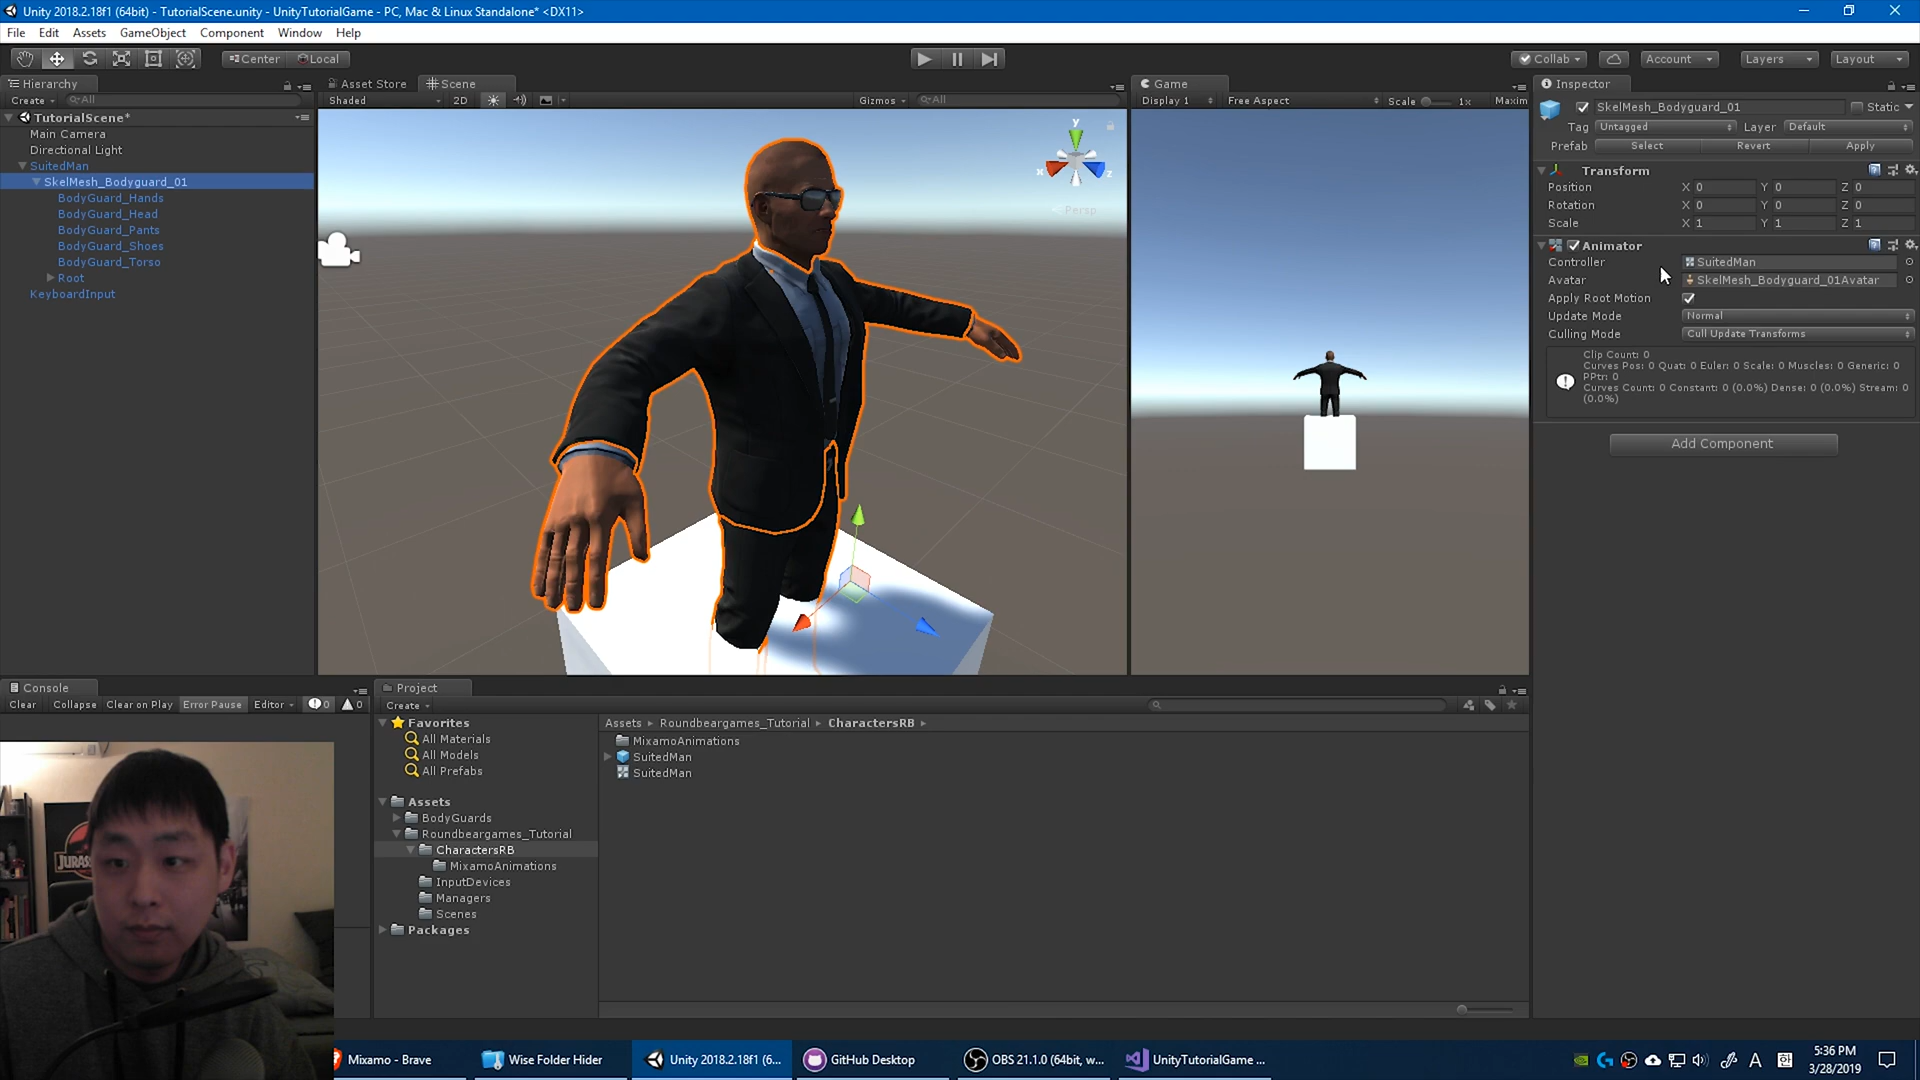 Unity 2018.2.18f1 (64bit) - TutorialScene.unity - UnityTutorialGame - PC, Mac & Linux Standalone* <DX11>
File Edit Assets GameObject Component Window Help
Center Local Collab Account Layers Layout
Hierarchy
Create All
TutorialScene*
Main Camera
Directional Light
SuitedMan
SkelMesh_Bodyguard_01
BodyGuard_Hands
BodyGuard_Head
BodyGuard_Pants
BodyGuard_Shoes
BodyGuard_Torso
Root
KeyboardInput
Asset Store Scene
Shaded 2D Gizmos All
y
x
z
Persp
Game
Display 1 Free Aspect Scale 1x Maxim
Inspector
SkelMesh_Bodyguard_01 Static
Tag Untagged Layer Default
Prefab Select Revert Apply
Transform
Position X 0 Y 0 Z 0
Rotation X 0 Y 0 Z 0
Scale X 1 Y 1 Z 1
Animator
Controller SuitedMan
Avatar SkelMesh_Bodyguard_01Avatar
Apply Root Motion
Update Mode Normal
Culling Mode Cull Update Transforms
Clip Count: 0
Curves Pos: 0 Quat: 0 Euler: 0 Scale: 0 Muscles: 0 Generic: 0
PPtr: 0
Curves Count: 0 Constant: 0 (0.0%) Dense: 0 (0.0%) Stream: 0
(0.0%)
Add Component
Console
Clear Collapse Clear on Play Error Pause Editor 0 0
JURAS
Project
Create
Favorites
All Materials
All Models
All Prefabs
Assets
BodyGuards
Roundbeargames_Tutorial
CharactersRB
MixamoAnimations
InputDevices
Managers
Scenes
Packages
Assets Roundbeargames_Tutorial CharactersRB
MixamoAnimations
SuitedMan
SuitedMan
Mixamo - Brave
Wise Folder Hider
Unity 2018.2.18f1 (6...
GitHub Desktop
OBS 21.1.0 (64bit, w...
UnityTutorialGame ...
A 한
5:36 PM
3/28/2019